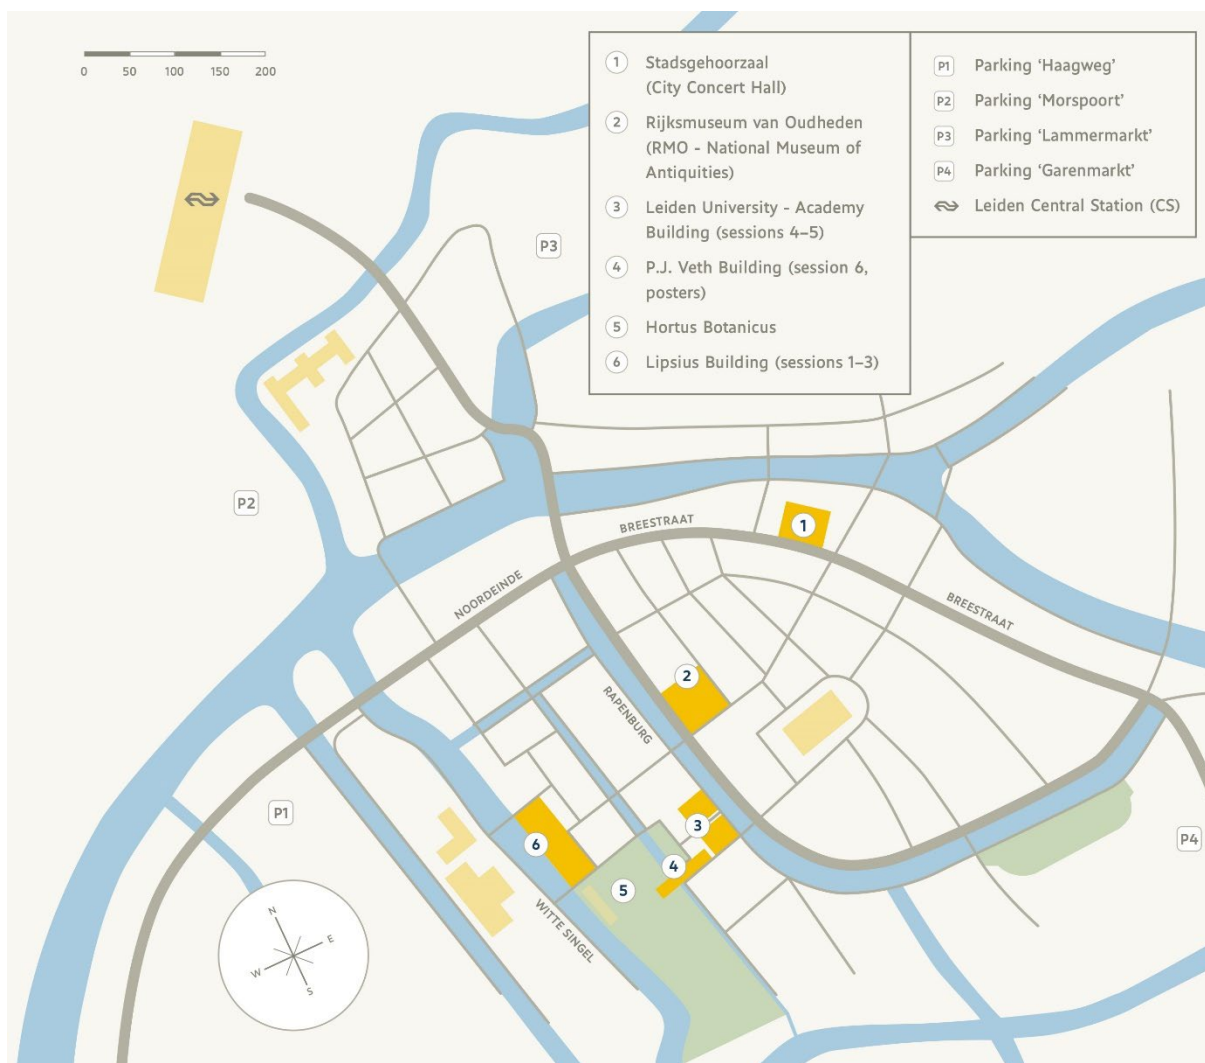 0 50 100 150 200
1 Stadsgehoorzaal
(City Concert Hall)
2 Rijksmuseum van Oudheden
(RMO - National Museum of
Antiquities)
3 Leiden University - Academy
Building (sessions 4–5)
4 P.J. Veth Building (session 6,
posters)
5 Hortus Botanicus
6 Lipsius Building (sessions 1–3)
P1 Parking ‘Haagweg’
P2 Parking ‘Morspoort’
P3 Parking ‘Lammermarkt’
P4 Parking ‘Garenmarkt’
Leiden Central Station (CS)
P3
P2
BREESTRAAT
1
NOORDEINDE
BREESTRAAT
2
RAPENBURG
P1
6
3
P4
4
5
WITTE SINGEL
N
E
W
S